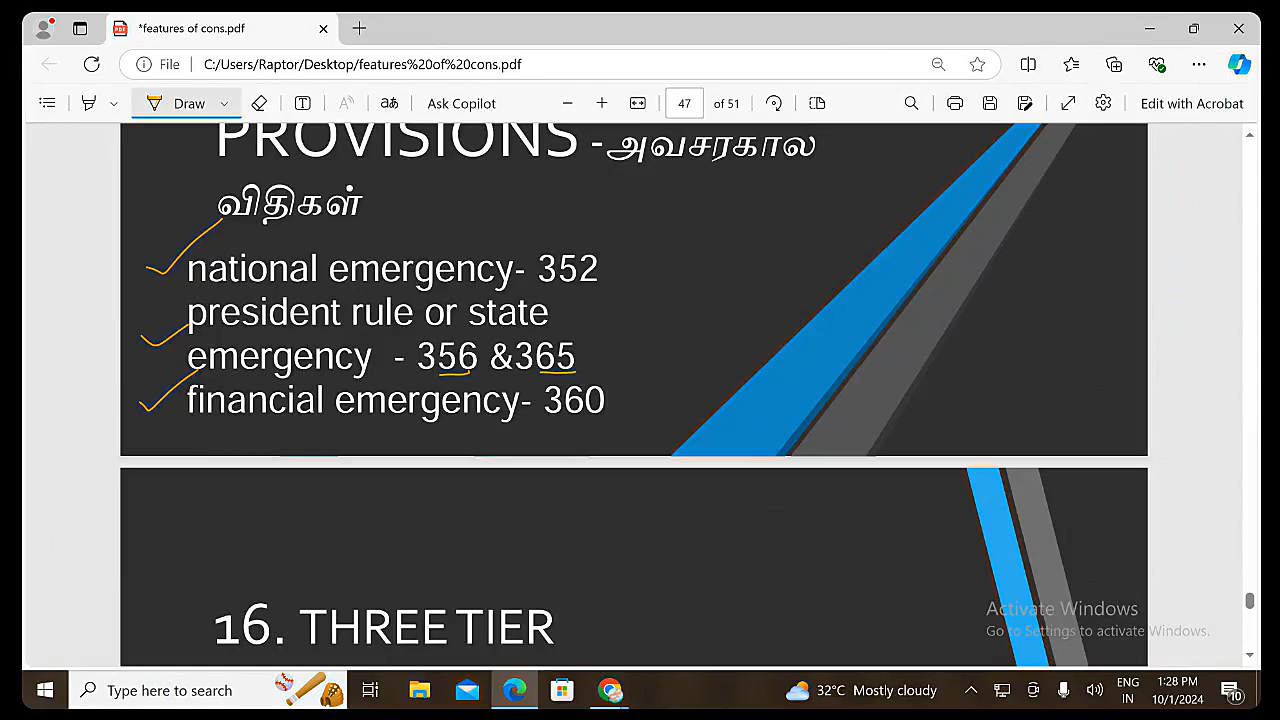 *features of cons.pdf
File
C:/Users/Raptor/Desktop/features%20of%20cons.pdf
Draw
Ask Copilot
47
of 51
Edit with Acrobat
PROVISIONS -அவசரகால
விதிகள்
national emergency- 352
president rule or state
emergency - 356 &365
financial emergency- 360
16. THREE TIER
Activate Windows
Go to Settings to activate Windows.
Type here to search
32°C Mostly cloudy
ENG
IN
1:28 PM
10/1/2024
10